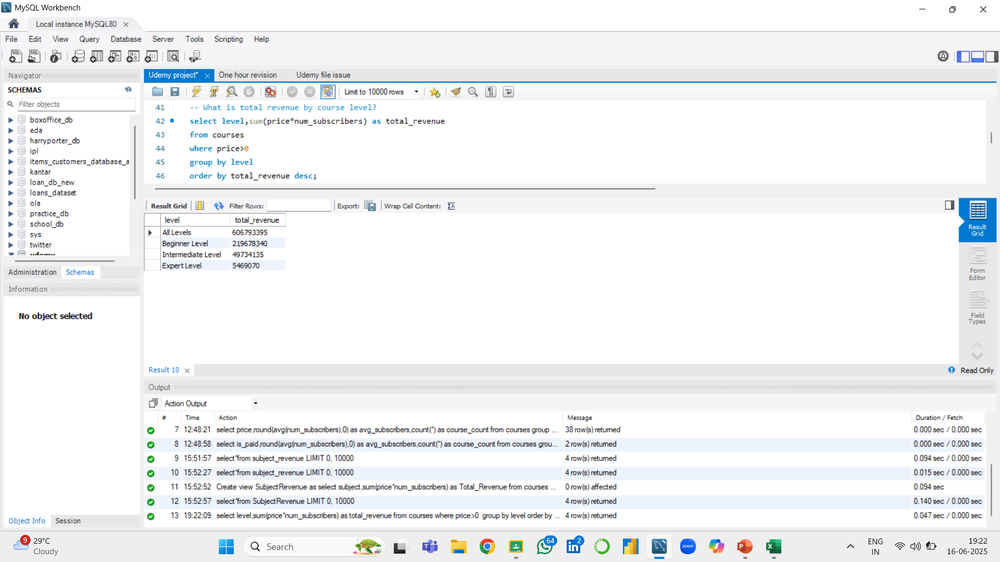 MySQL Workbench
Local instance MySQL80
File Edit View Query Database Server Tools Scripting Help
Navigator
SCHEMAS
Filter objects
boxoffice_db
eda
harryporter_db
ipl
items_customers_database_a
kantar
loan_db_new
loans_dataset
ola
practice_db
school_db
sys
twitter
udemy
Administration Schemas
Information
No object selected
Object Info Session
Udemy project* One hour revision Udemy file issue
Limit to 10000 rows
41 -- What is total revenue by course level?
42 select level,sum(price*num_subscribers) as total_revenue
43 from courses
44 where price>0
45 group by level
46 order by total_revenue desc;
Result Grid Filter Rows: Export: Wrap Cell Content:
level total_revenue
All Levels 606793395
Beginner Level 219678340
Intermediate Level 49734135
Expert Level 5469070
Result Grid
Form Editor
Field Types
Result 10 Read Only
Output
Action Output
# Time Action Message Duration / Fetch
7 12:48:21 select price,round(avg(num_subscribers),0) as avg_subscribers,count(*) as course_count from courses group ... 38 row(s) returned 0.000 sec / 0.000 sec
8 12:48:58 select is_paid,round(avg(num_subscribers),0) as avg_subscribers,count(*) as course_count from courses grou... 2 row(s) returned 0.000 sec / 0.000 sec
9 15:51:57 select*from subject_revenue LIMIT 0, 10000 4 row(s) returned 0.094 sec / 0.000 sec
10 15:52:27 select*from subject_revenue LIMIT 0, 10000 4 row(s) returned 0.015 sec / 0.000 sec
11 15:52:52 Create view SubjectRevenue as select subject,sum(price*num_subscribers) as Total_Revenue from courses ... 0 row(s) affected 0.094 sec
12 15:52:57 select*from SubjectRevenue LIMIT 0, 10000 4 row(s) returned 0.140 sec / 0.000 sec
13 19:22:09 select level,sum(price*num_subscribers) as total_revenue from courses where price>0 group by level order by ... 4 row(s) returned 0.047 sec / 0.000 sec
9 29°C
Cloudy
Search
64
2
zoom
ENG
IN
19:22
16-06-2025